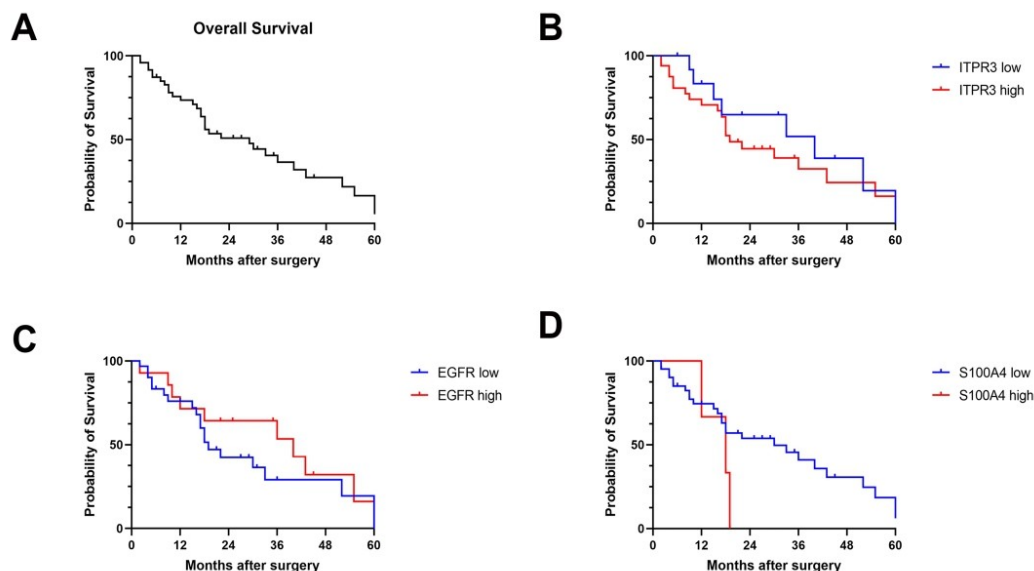 A
Overall Survival
Probability of Survival
100
50
0
0 12 24 36 48 60
Months after surgery
B
Probability of Survival
100
50
0
0 12 24 36 48 60
Months after surgery
ITPR3 low
ITPR3 high
C
Probability of Survival
100
50
0
0 12 24 36 48 60
Months after surgery
EGFR low
EGFR high
D
Probability of Survival
100
50
0
0 12 24 36 48 60
Months after surgery
S100A4 low
S100A4 high